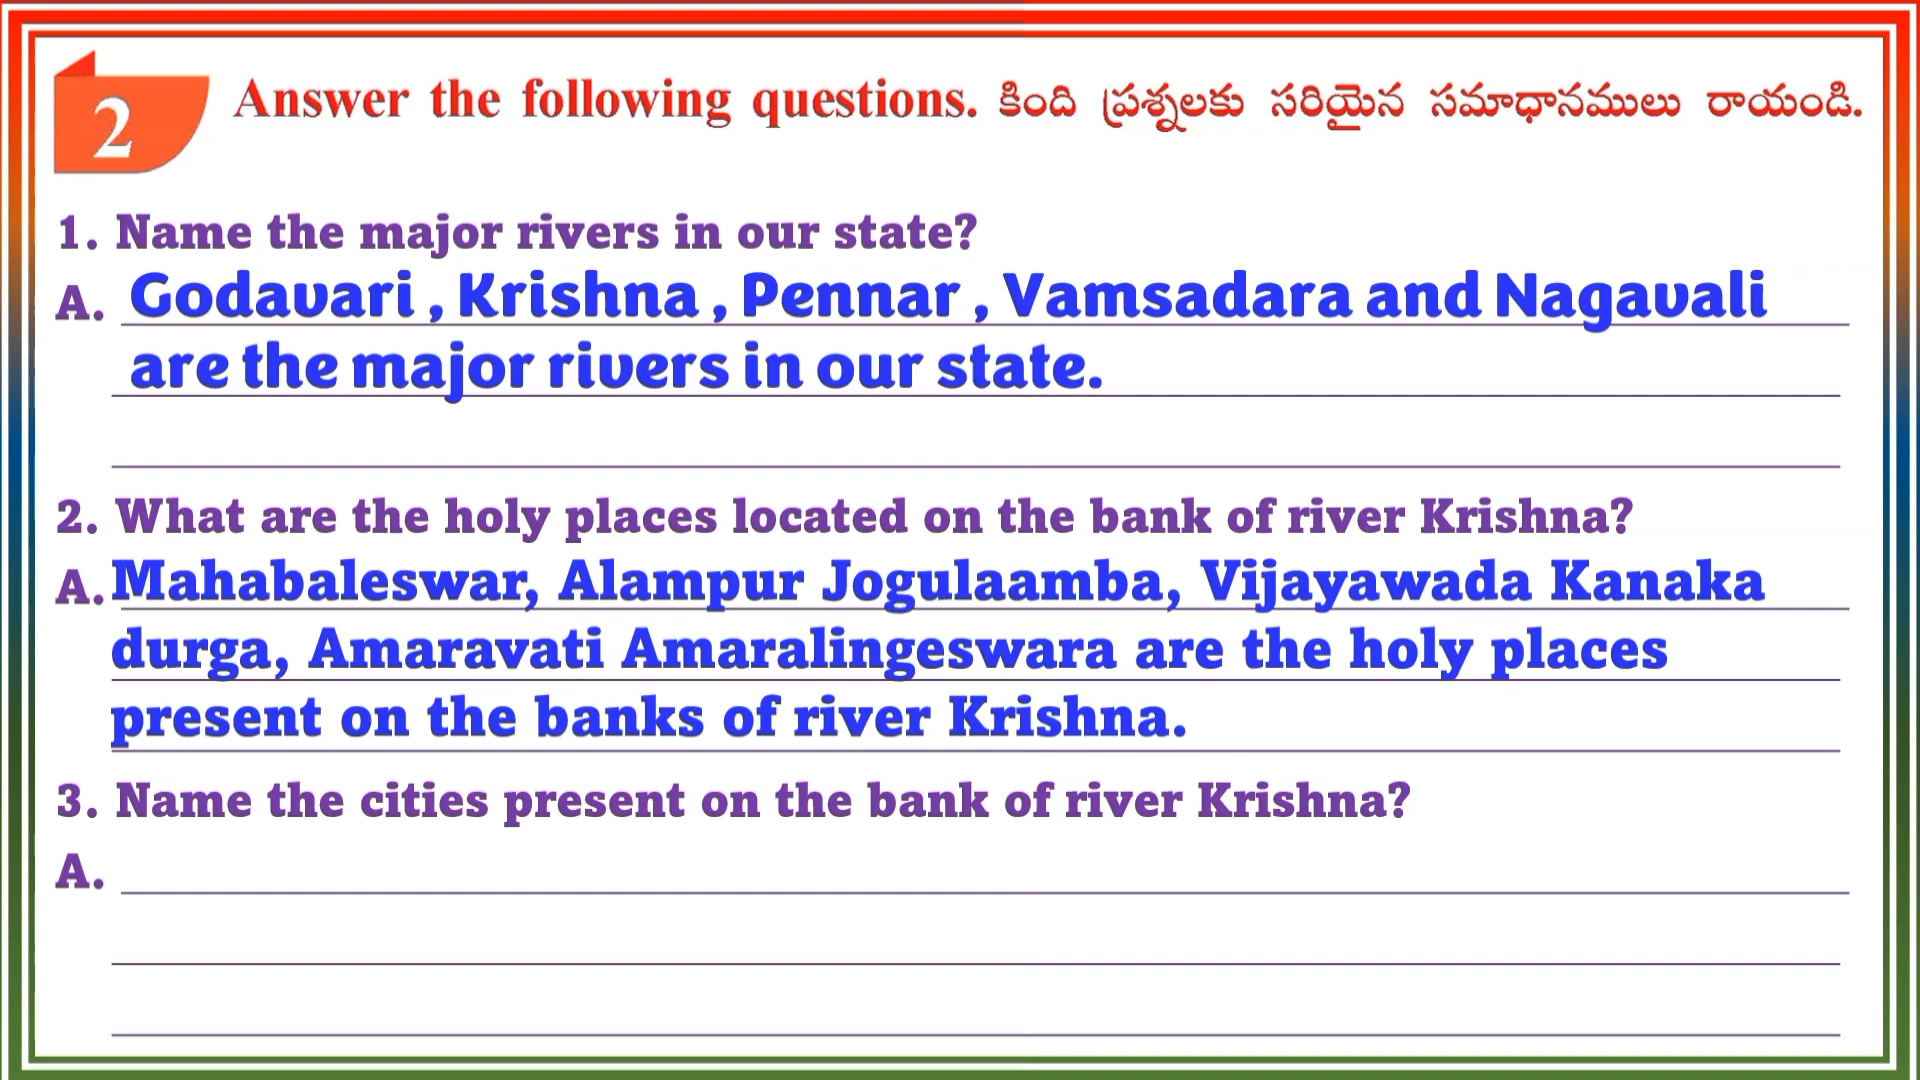 2
Answer the following questions. కింది ప్రశ్నలకు సరియైన సమాధానములు రాయండి.
1. Name the major rivers in our state?
A. Godavari , Krishna , Pennar , Vamsadara and Nagavali
are the major rivers in our state.
2. What are the holy places located on the bank of river Krishna?
A. Mahabaleswar, Alampur Jogulaamba, Vijayawada Kanaka
durga, Amaravati Amaralingeswara are the holy places
present on the banks of river Krishna.
3. Name the cities present on the bank of river Krishna?
A.